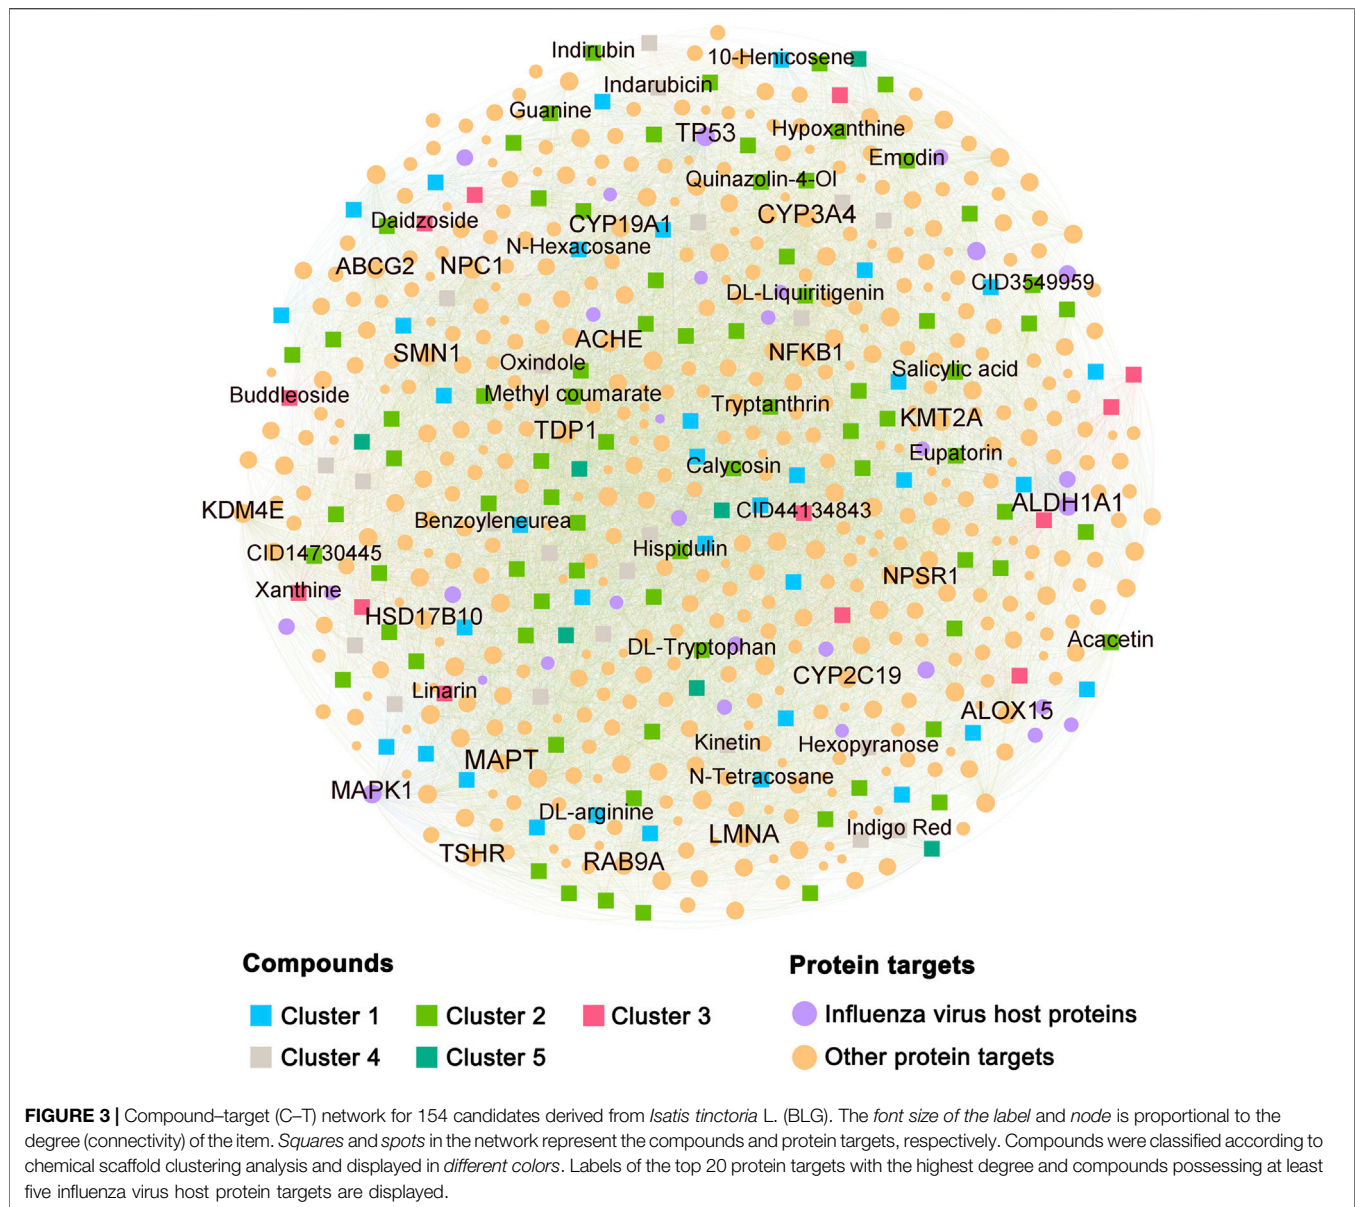 Indirubin
10-Henicosene
Indarubicin
Guanine
TP53
Hypoxanthine
Emodin
Quinazolin-4-Ol
CYP3A4
Daidzoside
CYP19A1
N-Hexacosane
ABCG2
NPC1
CID3549959
DL-Liquiritigenin
ACHE
SMN1
NFKB1
Oxindole
Salicylic acid
Buddleoside
Methyl coumarate
Tryptanthrin
KMT2A
TDP1
Eupatorin
Calycosin
ALDH1A1
KDM4E
CID44134843
Benzoyleneurea
Hispidulin
CID14730445
NPSR1
Xanthine
HSD17B10
Acacetin
DL-Tryptophan
CYP2C19
Linarin
ALOX15
Kinetin
Hexopyranose
MAPT
N-Tetracosane
MAPK1
DL-arginine
Indigo Red
LMNA
TSHR
RAB9A
Compounds
Cluster 1
Cluster 2
Cluster 3
Cluster 4
Cluster 5
Protein targets
Influenza virus host proteins
Other protein targets
FIGURE 3 | Compound–target (C–T) network for 154 candidates derived from Isatis tinctoria L. (BLG). The font size of the label and node is proportional to the
degree (connectivity) of the item. Squares and spots in the network represent the compounds and protein targets, respectively. Compounds were classified according to
chemical scaffold clustering analysis and displayed in different colors. Labels of the top 20 protein targets with the highest degree and compounds possessing at least
five influenza virus host protein targets are displayed.